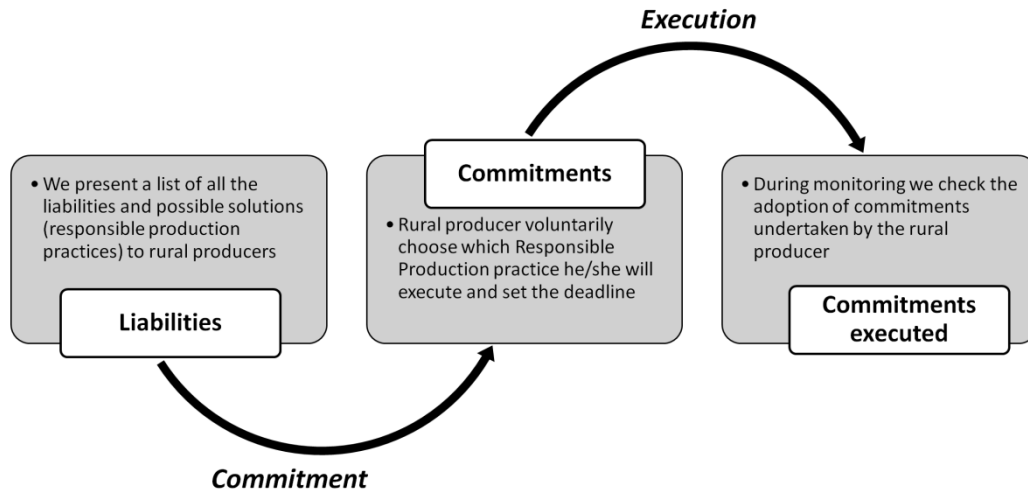 Execution
• We present a list of all the
liabilities and possible solutions
(responsible production
practices) to rural producers
Liabilities
Commitment
Commitments
• Rural producer voluntarily
choose which Responsible
Production practice he/she will
execute and set the deadline
• During monitoring we check the
adoption of commitments
undertaken by the rural
producer
Commitments
executed